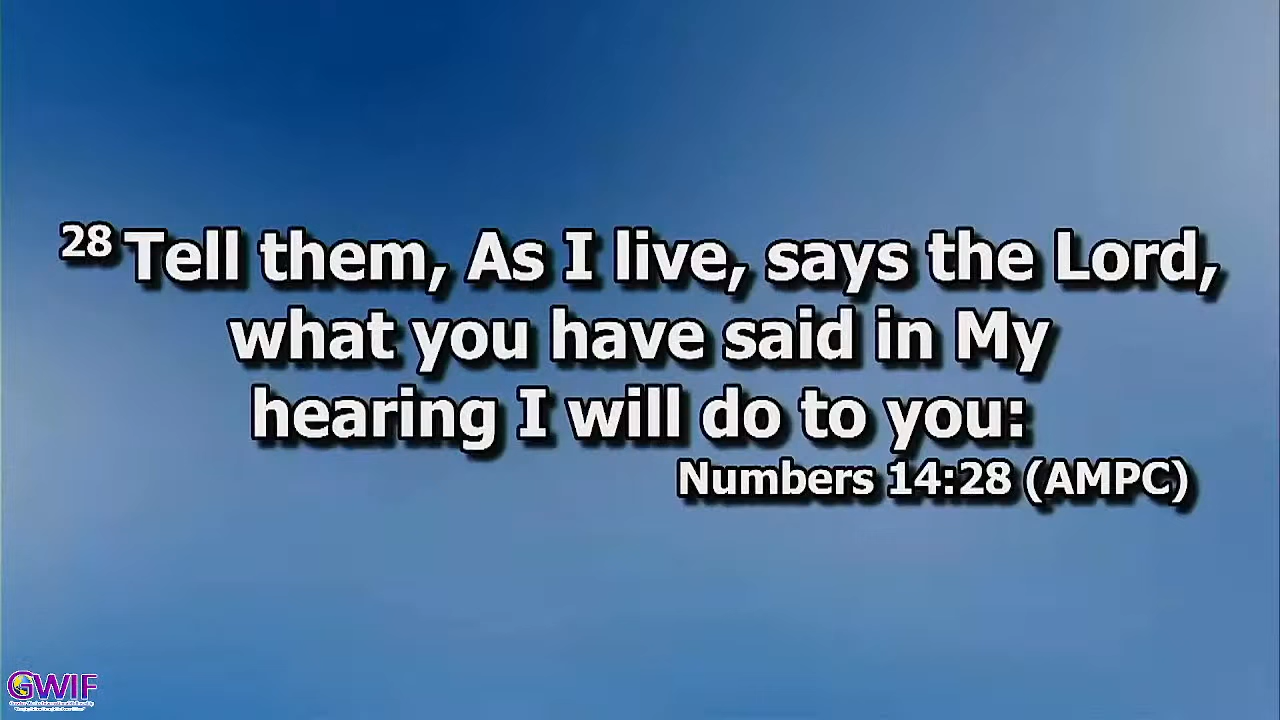 28 Tell them, As I live, says the Lord,
what you have said in My
hearing I will do to you:
Numbers 14:28 (AMPC)
GWIF